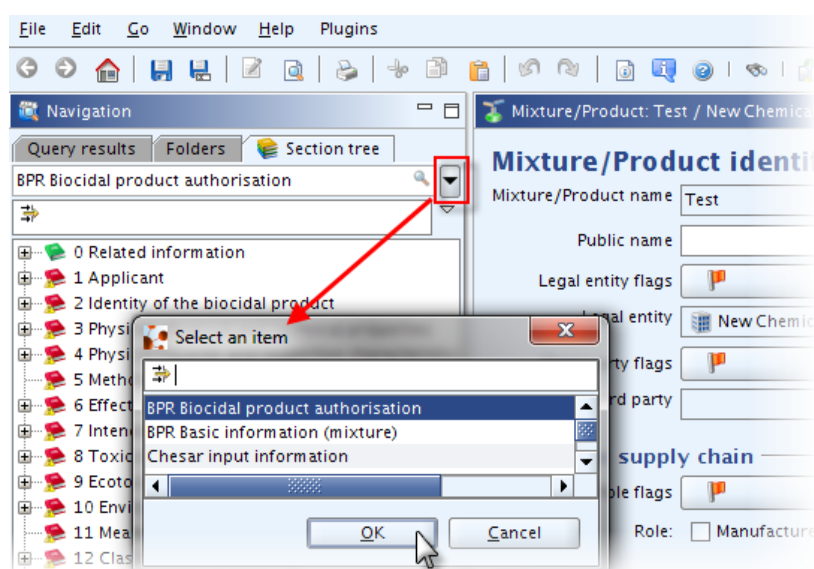 File Edit Go Window Help Plugins
Navigation
Mixture/Product: Test / New Chemica
Query results Folders Section tree
BPR Biocidal product authorisation
Mixture/Product identi
Mixture/Product name Test
Public name
Legal entity flags
legal entity New Chemic
rty flags
rd party
supply chain
ble flags
Role: Manufacture
0 Related information
1 Applicant
2 Identity of the biocidal product
3 Physi
4 Physi
5 Metho
6 Effect
7 Inten
8 Toxic
9 Ecoto
10 Envi
11 Mea
12 Clas
Select an item
BPR Biocidal product authorisation
BPR Basic information (mixture)
Chesar input information
OK Cancel